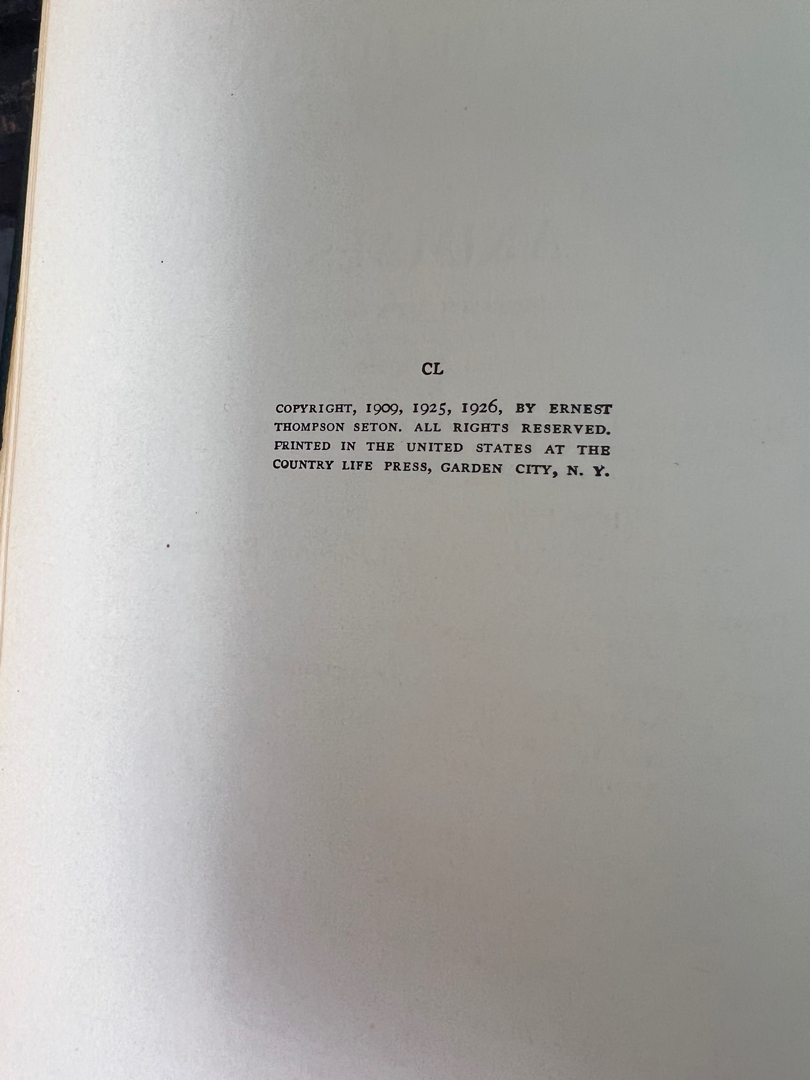 CL
COPYRIGHT, 1909, 1925, 1926, BY ERNEST
THOMPSON SETON. ALL RIGHTS RESERVED.
PRINTED IN THE UNITED STATES AT THE
COUNTRY LIFE PRESS, GARDEN CITY, N. Y.